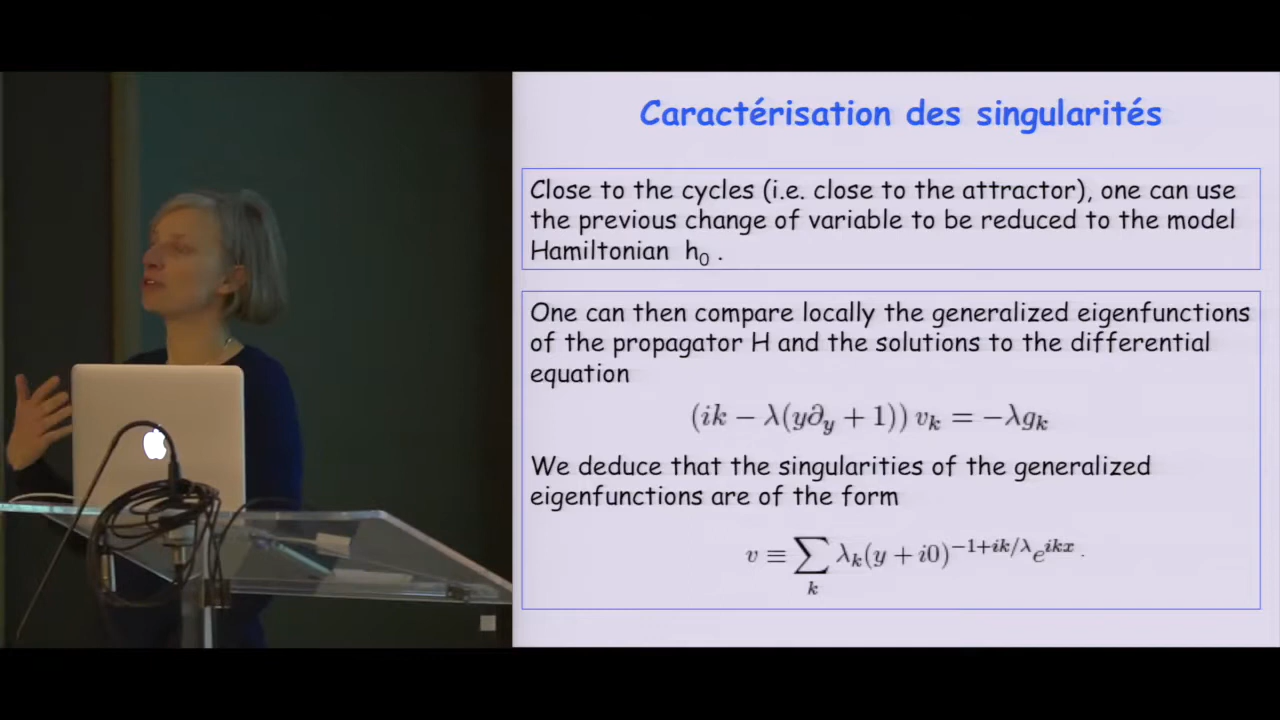 Caractérisation des singularités
Close to the cycles (i.e. close to the attractor), one can use
the previous change of variable to be reduced to the model
Hamiltonian h₀ .
One can then compare locally the generalized eigenfunctions
of the propagator H and the solutions to the differential
equation
(ik − λ(y∂_y + 1)) v_k = −λg_k
We deduce that the singularities of the generalized
eigenfunctions are of the form
v ≡ ∑_k λ_k(y + i0)^{−1+ik/λ} e^{ikx} .